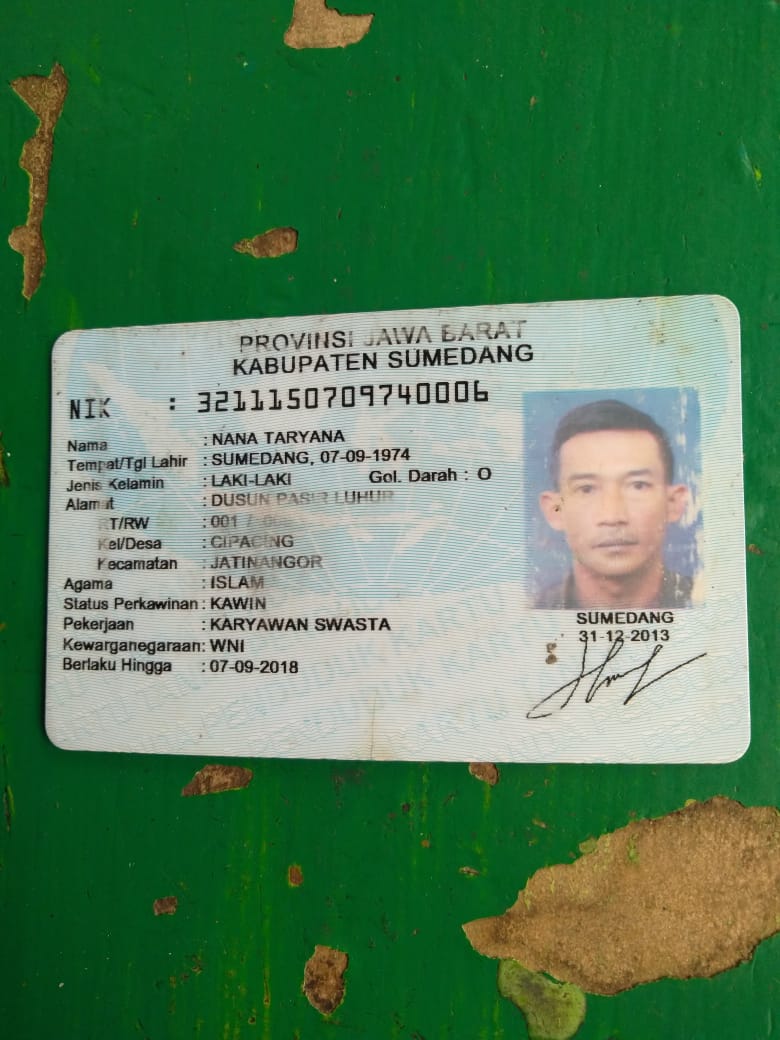 PROVINSI JAWA BARAT
KABUPATEN SUMEDANG
NIK : 3211150709740006
Nama : NANA TARYANA
Tempat/Tgl Lahir : SUMEDANG, 07-09-1974
Jenis Kelamin : LAKI-LAKI Gol. Darah : O
Alamat : DUSUN PASIR LUHUR
RT/RW : 001 /
Kel/Desa : CIPACING
Kecamatan : JATINANGOR
Agama : ISLAM
Status Perkawinan : KAWIN
Pekerjaan : KARYAWAN SWASTA
Kewarganegaraan: WNI
Berlaku Hingga : 07-09-2018
SUMEDANG
31-12-2013